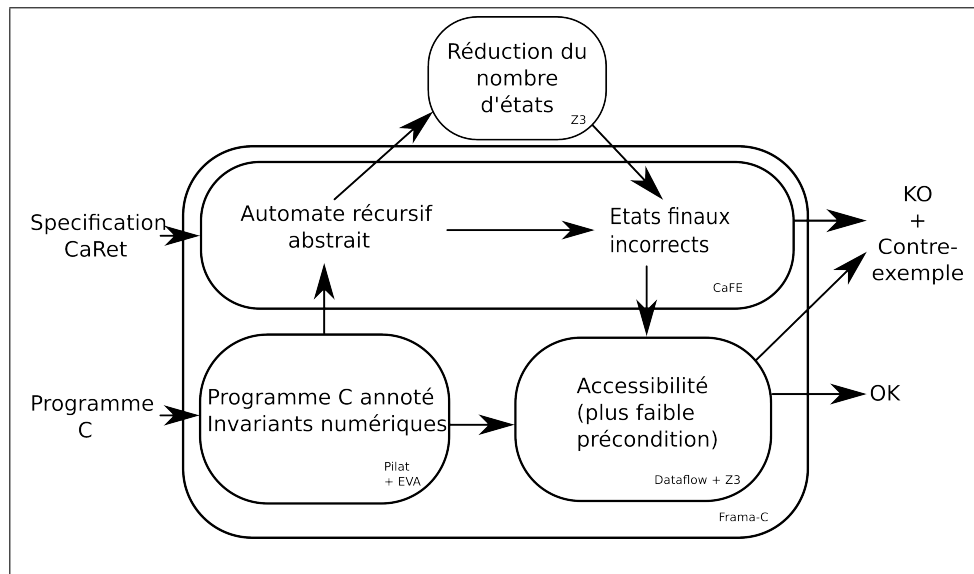 Réduction du
nombre
d'états
Z3
Specification
CaRet
Automate récursif
abstrait
Etats finaux
incorrects
CaFE
KO
+
Contre-
exemple
Programme
C
Programme C annoté
Invariants numériques
Pilat
+ EVA
Accessibilité
(plus faible
précondition)
Dataflow + Z3
OK
Frama-C